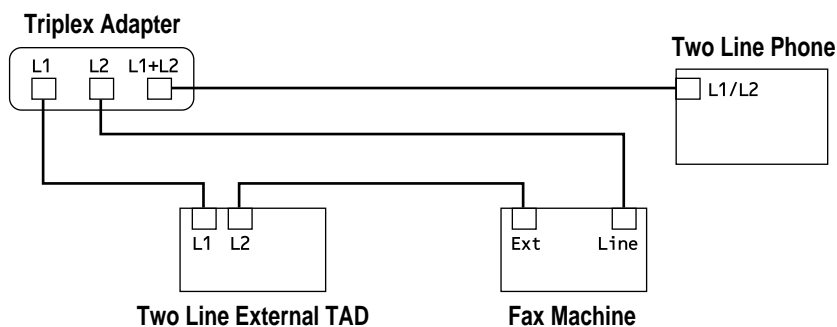 Triplex Adapter
L1 L2 L1+L2
Two Line Phone
L1/L2
L1 L2
Ext Line
Two Line External TAD
Fax Machine